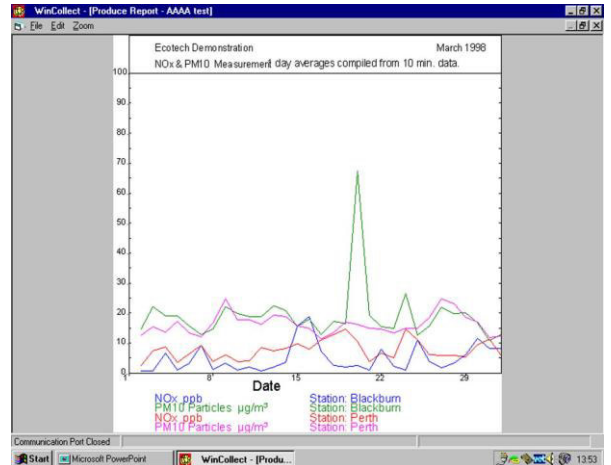 WinCollect - [Produce Report - AAAA test]
File Edit Zoom
Ecotech Demonstration March 1998
NOx & PM10 Measurement day averages compiled from 10 min. data.
100
90
80
70
60
50
40
30
20
10
0
1 8 15 22 29
Date
NOx ppb Station: Blackburn
PM10 Particles µg/m³ Station: Blackburn
NOx ppb Station: Perth
PM10 Particles µg/m³ Station: Perth
Communication Port Closed
Start Microsoft PowerPoint WinCollect - [Produ... 13:53